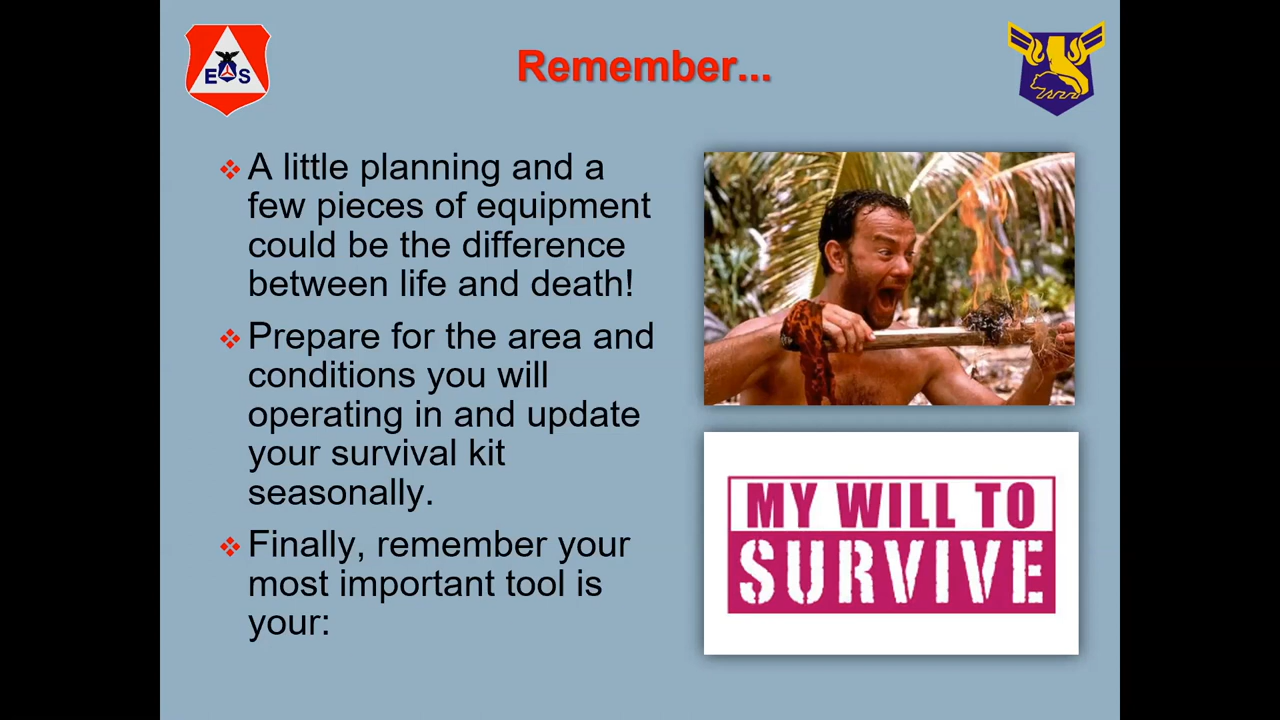 Remember...
E S
A little planning and a
few pieces of equipment
could be the difference
between life and death!
Prepare for the area and
conditions you will
operating in and update
your survival kit
seasonally.
Finally, remember your
most important tool is
your:
MY WILL TO
SURVIVE